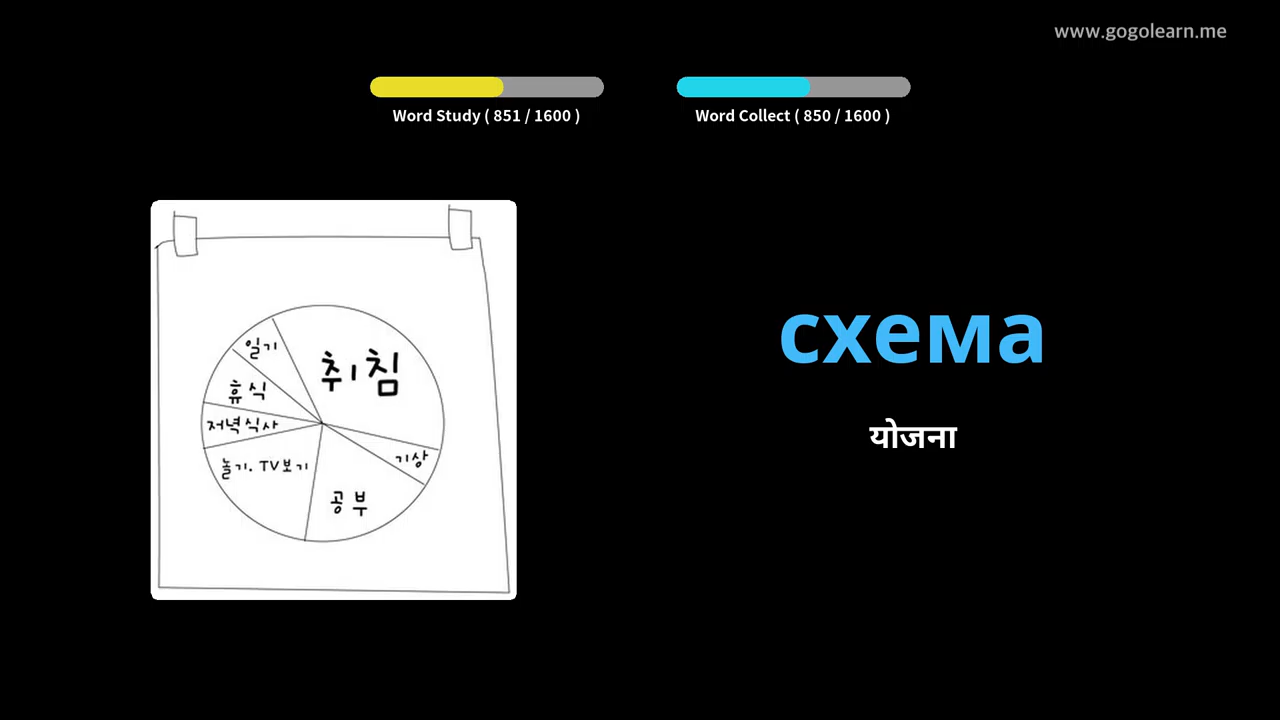 www.gogolearn.me
Word Study ( 851 / 1600 )
Word Collect ( 850 / 1600 )
일기
취침
휴식
저녁식사
놀기. TV보기
기상
공부
схема
योजना